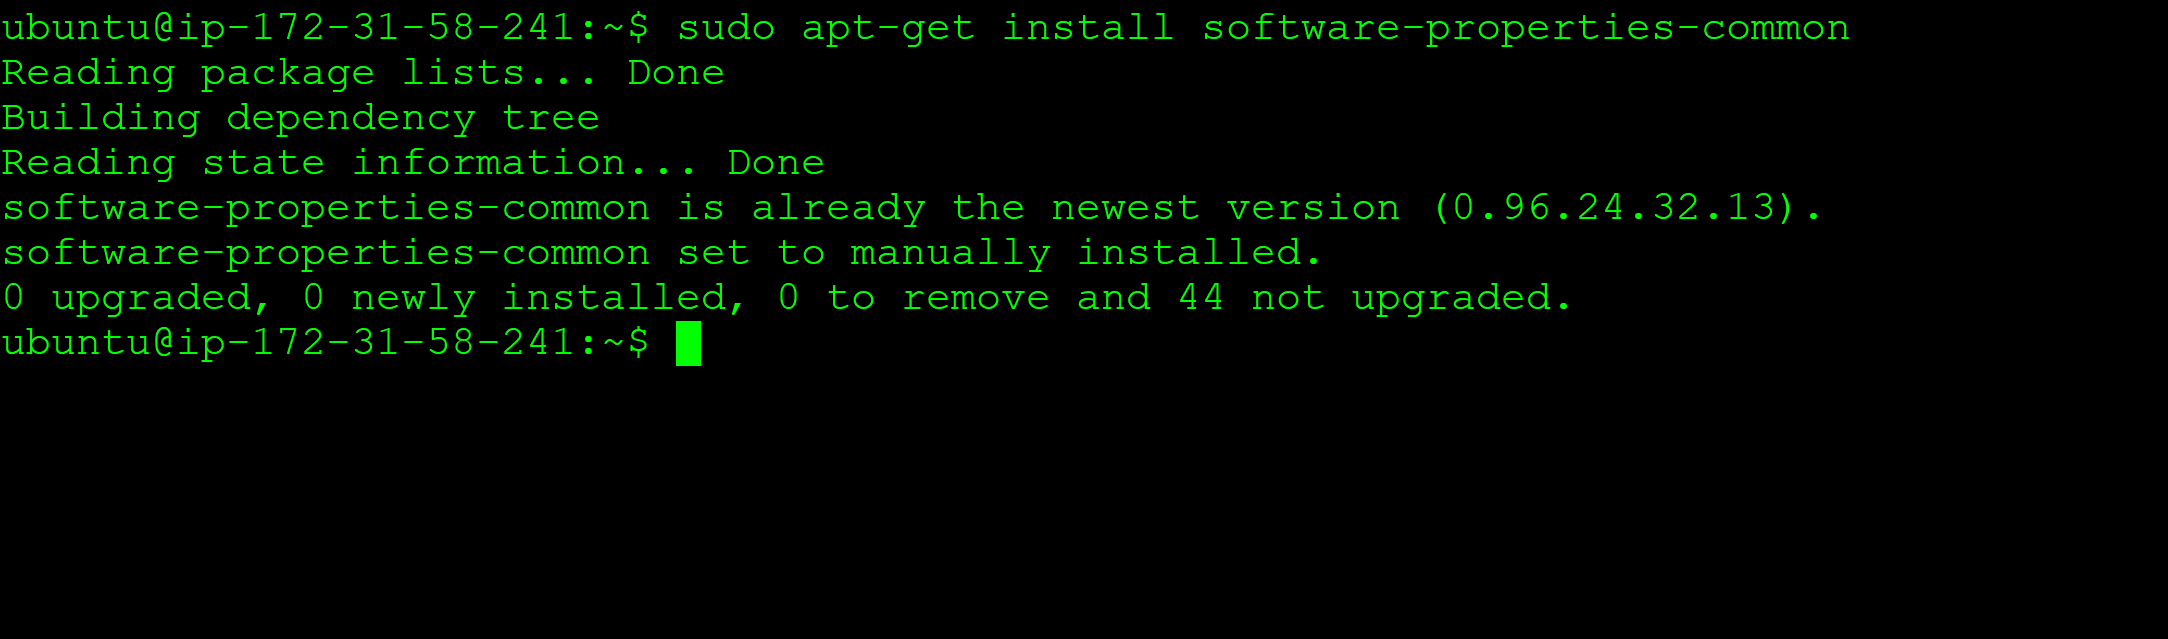 ubuntu@ip-172-31-58-241:~$ sudo apt-get install software-properties-common
Reading package lists... Done
Building dependency tree
Reading state information... Done
software-properties-common is already the newest version (0.96.24.32.13).
software-properties-common set to manually installed.
0 upgraded, 0 newly installed, 0 to remove and 44 not upgraded.
ubuntu@ip-172-31-58-241:~$